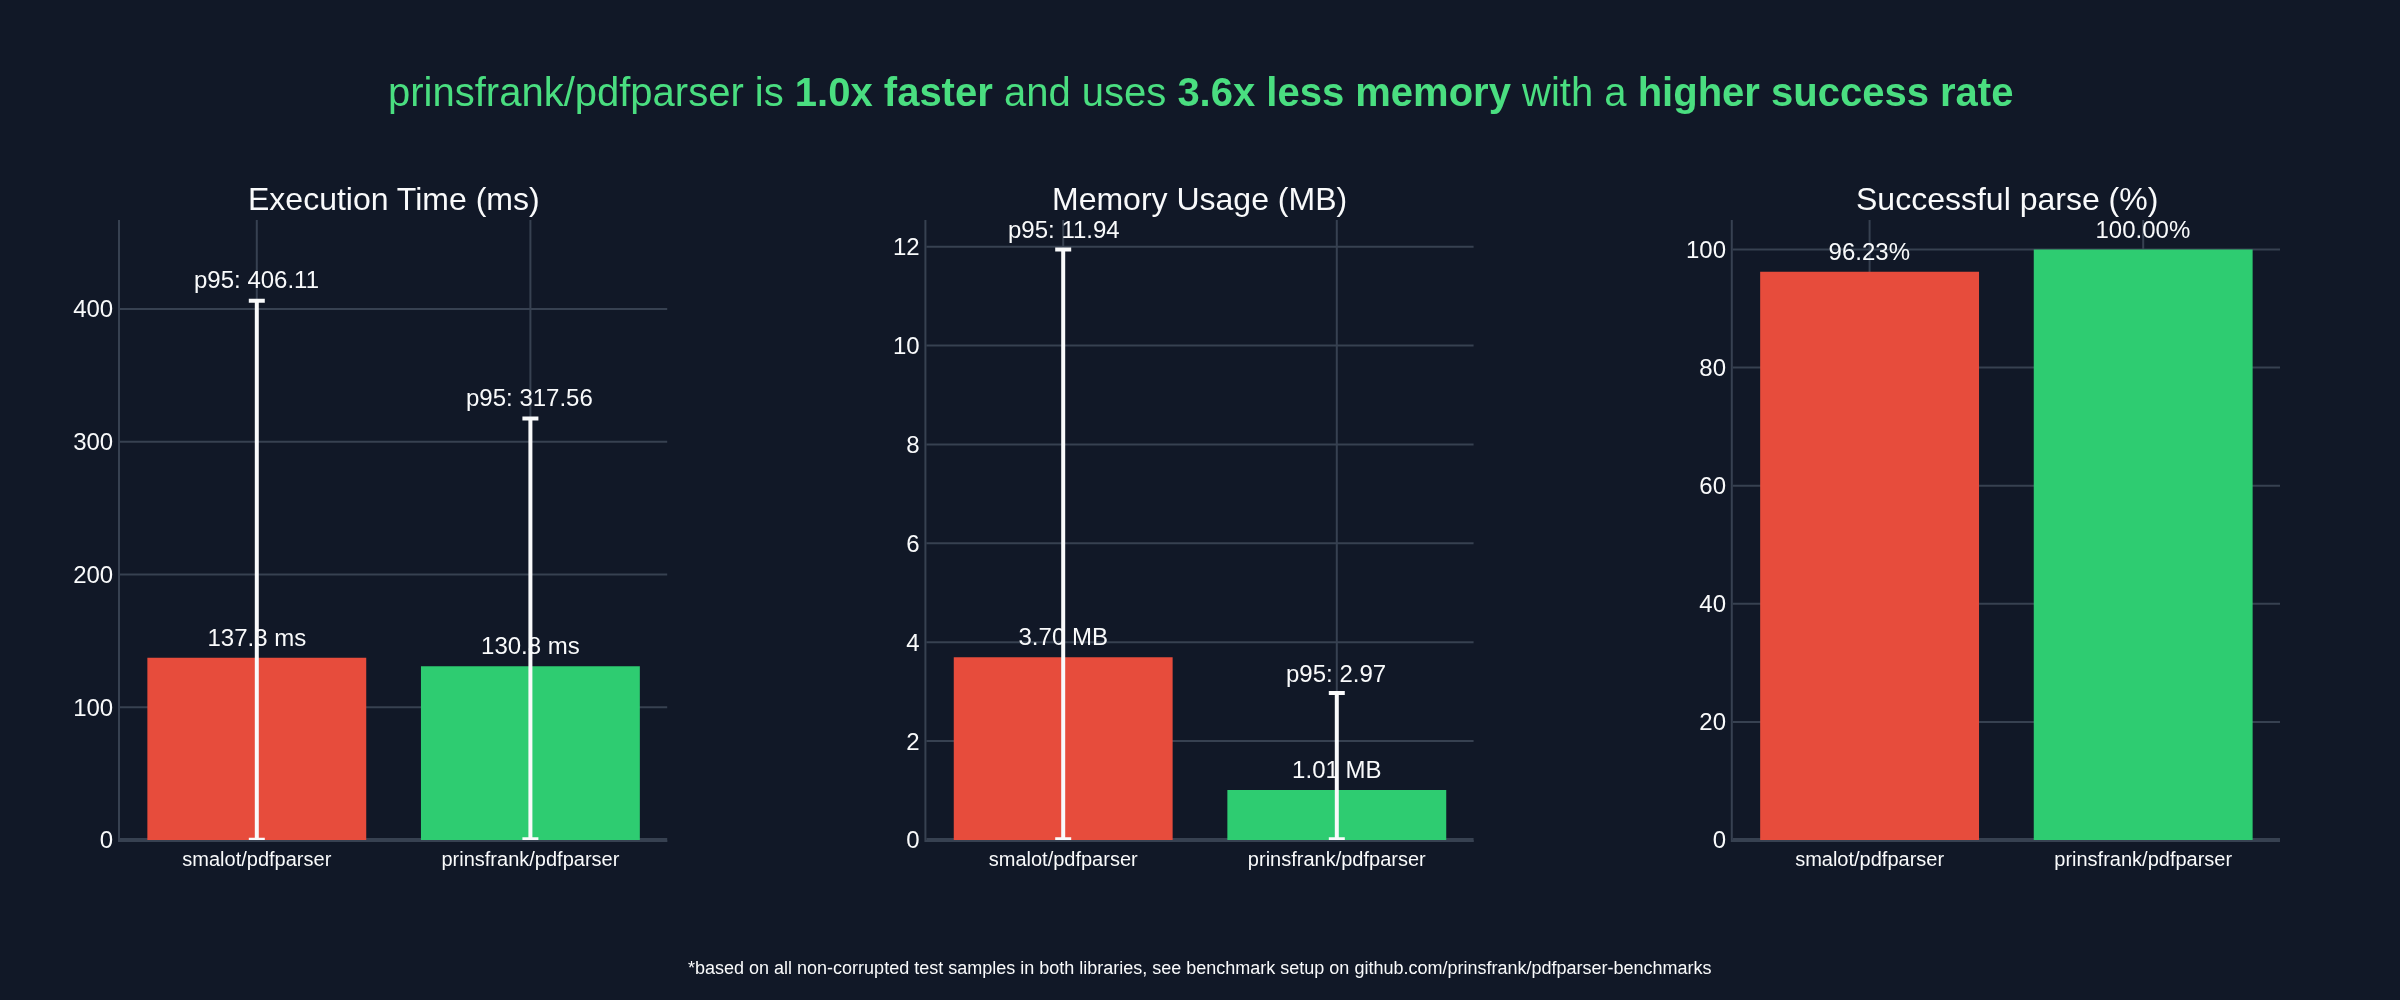 prinsfrank/pdfparser is 1.0x faster and uses 3.6x less memory with a higher success rate
Execution Time (ms)
p95: 406.11
p95: 317.56
400
300
200
100
0
137.3 ms
130.8 ms
smalot/pdfparser
prinsfrank/pdfparser
Memory Usage (MB)
p95: 11.94
12
10
8
6
4
2
0
3.70 MB
p95: 2.97
1.01 MB
smalot/pdfparser
prinsfrank/pdfparser
Successful parse (%)
100.00%
96.23%
100
80
60
40
20
0
smalot/pdfparser
prinsfrank/pdfparser
*based on all non-corrupted test samples in both libraries, see benchmark setup on github.com/prinsfrank/pdfparser-benchmarks